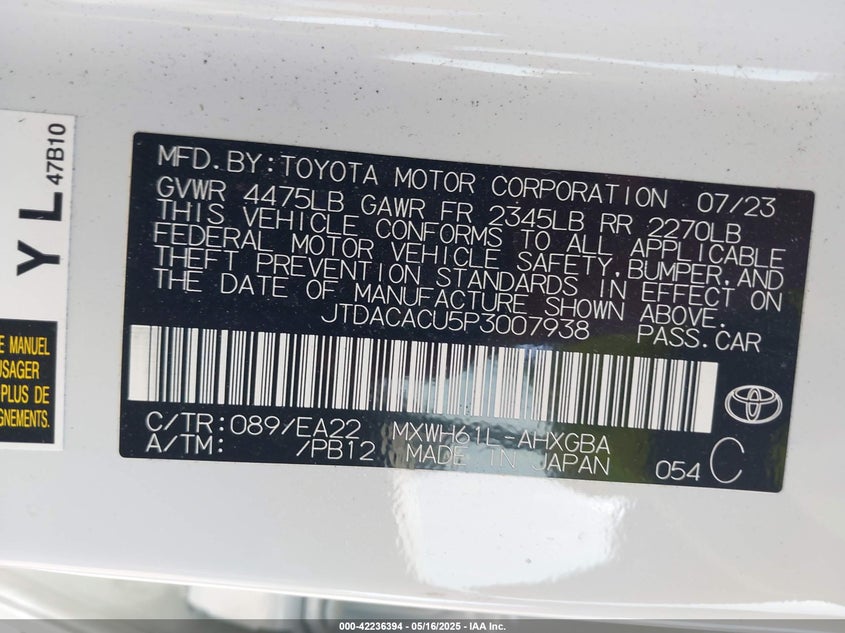 MFD.BY:TOYOTA MOTOR CORPORATION 07/23
GVWR 4475LB GAWR FR 2345LB RR 2270LB
THIS VEHICLE CONFORMS TO ALL APPLICABLE
FEDERAL MOTOR VEHICLE SAFETY,BUMPER,AND
THEFT PREVENTION STANDARDS IN EFFECT ON
THE DATE OF MANUFACTURE SHOWN ABOVE.
JTDACACU5P3007938 PASS.CAR
C/TR:089/EA22 MXWH61L-AHXGBA
A/TM: /PB12 MADE IN JAPAN 054 C
YL
47B10
E MANUEL
USAGER
PLUS DE
GNEMENTS.
000-42236394 - 05/16/2025 - IAA Inc.